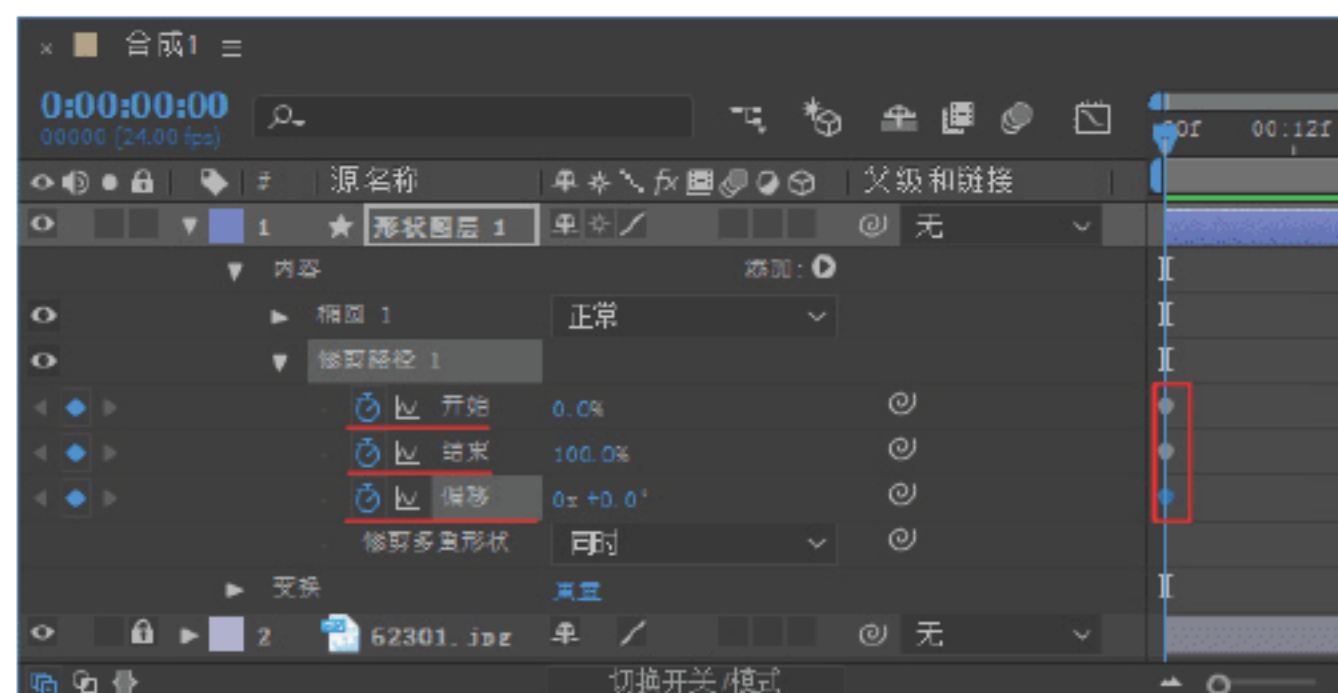 × 合成1 ≡
0:00:00:00
00000 (24.00 fps)
:00f 00:12f
# 源名称 fx 父级和链接
1 形状图层 1 无
内容 添加:
椭圆 1 正常
修剪路径 1
开始 0.0%
结束 100.0%
偏移 0x +0.0°
修剪多重形状 同时
变换 重置
2 62301.jpg 无
切换开关/模式